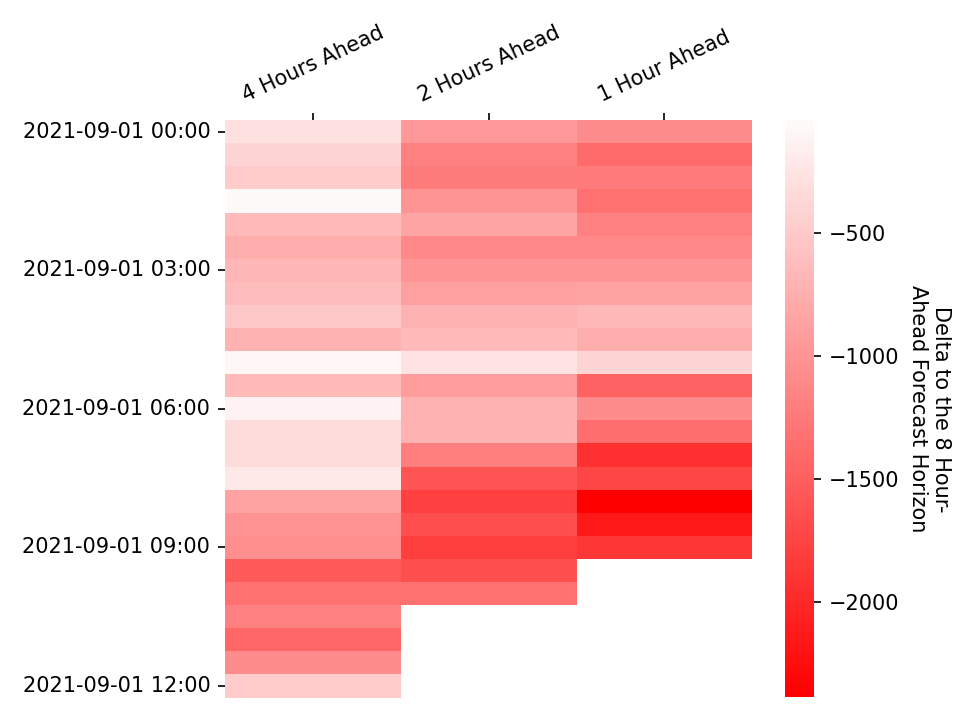 4 Hours Ahead
2 Hours Ahead
1 Hour Ahead
2021-09-01 00:00
2021-09-01 03:00
2021-09-01 06:00
2021-09-01 09:00
2021-09-01 12:00
−500
−1000
−1500
−2000
Delta to the 8 Hour-
Ahead Forecast Horizon